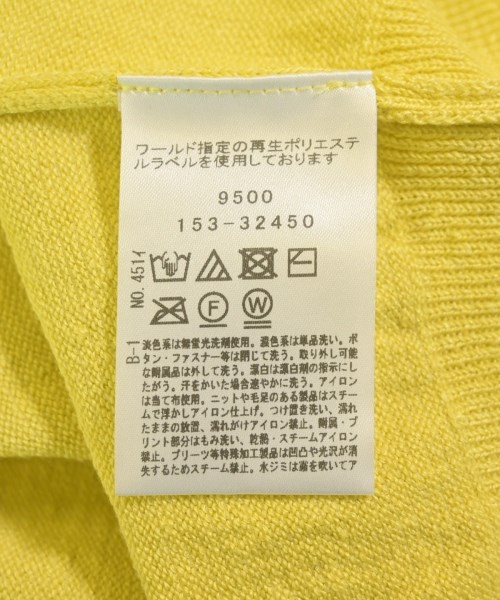 ワールド指定の再生ポリエステ
ルラベルを使用しております
9500
153-32450
NO.451イ
F
W
B-1
淡色系は無蛍光洗剤使用。濃色系は単品洗い。ボ
タン・ファスナー等は閉じて洗う。取り外し可能
な附属品は外して洗う。漂白は漂白剤の指示にし
たがう。汗をかいた場合速やかに洗う。アイロン
は当て布使用。ニットや毛足のある製品はスチー
ムで浮かしアイロン仕上げ。つけ置き洗い、濡れ
たままの放置、濡れがけアイロン禁止。附属・プ
リント部分はもみ洗い、乾熱・スチームアイロン
禁止。プリーツ等特殊加工製品は凹凸や光沢が消
失するためスチーム禁止。水ジミは霧を吹いてア